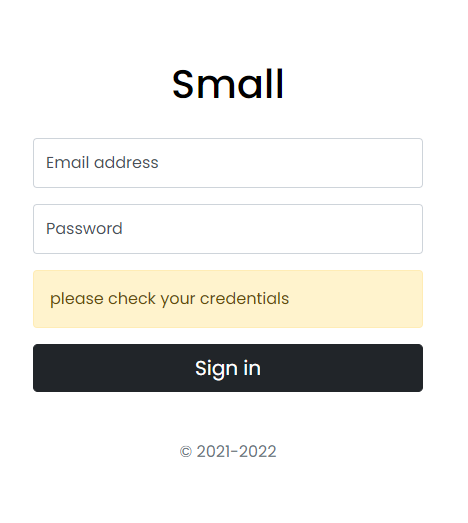 Small
Email address
Password
please check your credentials
Sign in
© 2021-2022